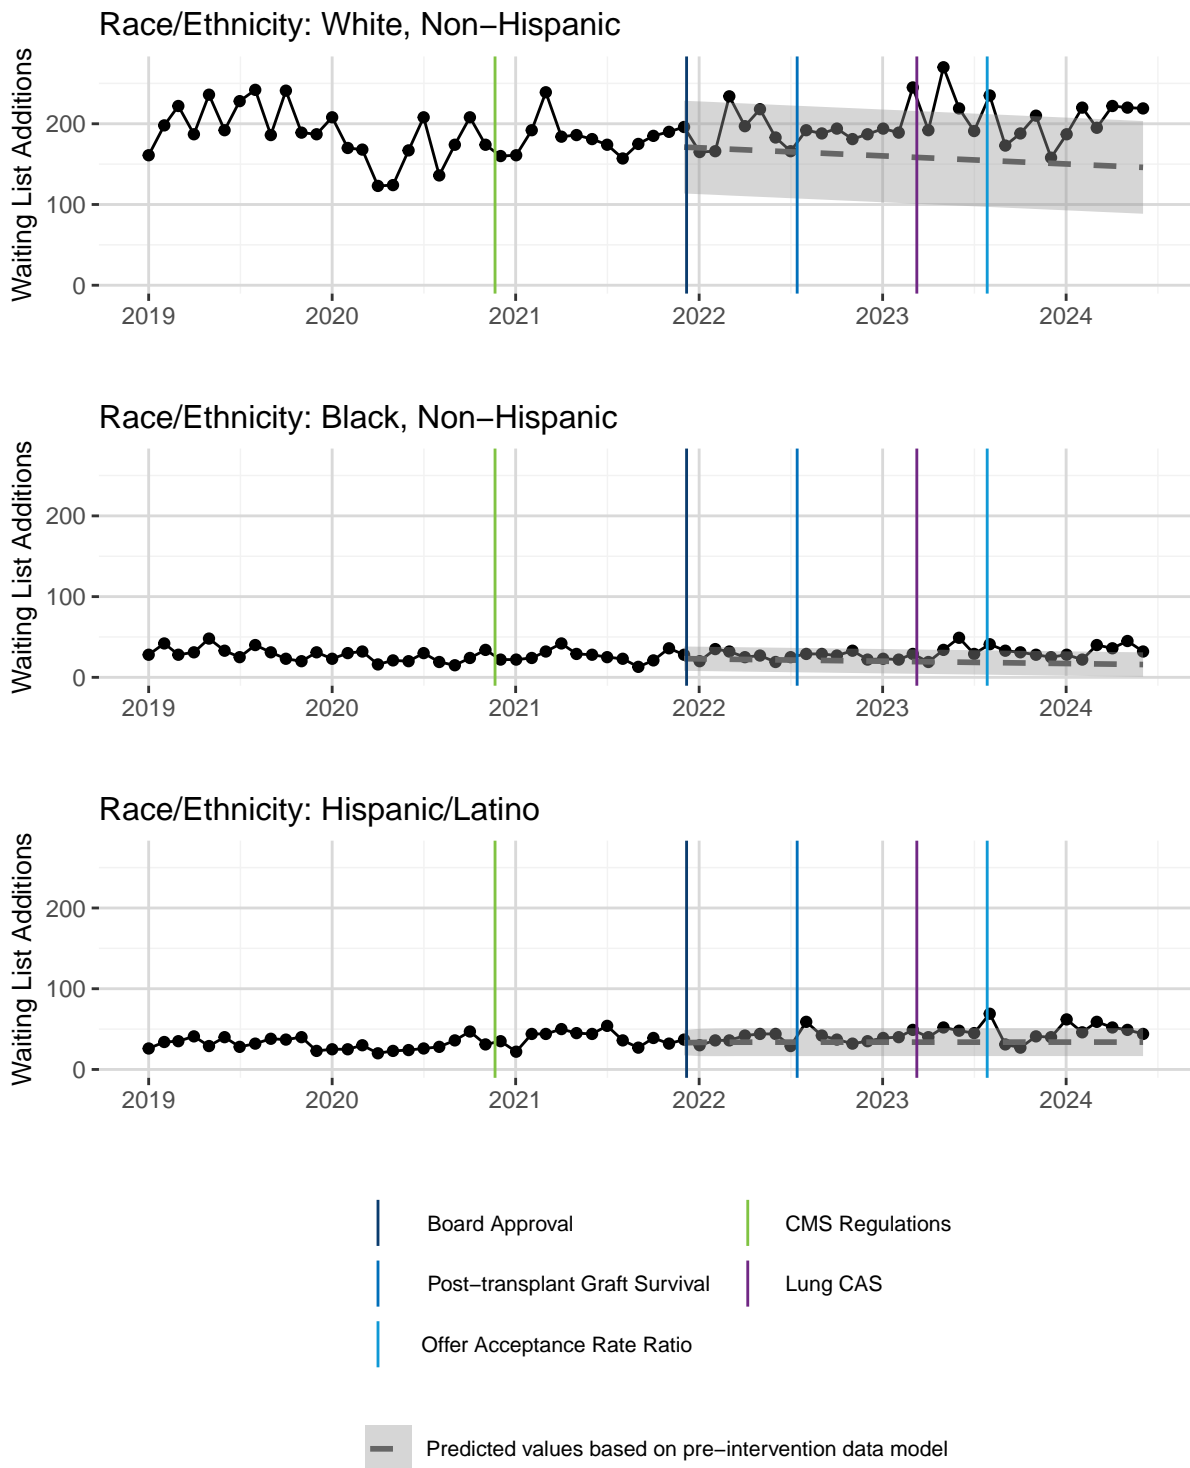 Race/Ethnicity: White, Non−Hispanic
Waiting List Additions
200
100
0
2019 2020 2021 2022 2023 2024
Race/Ethnicity: Black, Non−Hispanic
Waiting List Additions
200
100
0
2019 2020 2021 2022 2023 2024
Race/Ethnicity: Hispanic/Latino
Waiting List Additions
200
100
0
2019 2020 2021 2022 2023 2024
Board Approval CMS Regulations
Post−transplant Graft Survival Lung CAS
Offer Acceptance Rate Ratio
Predicted values based on pre−intervention data model